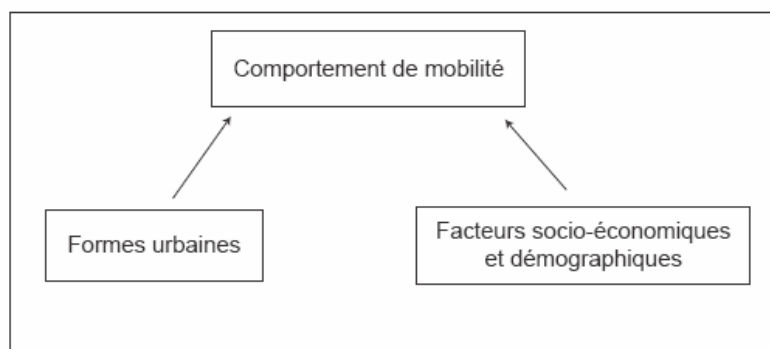 Comportement de mobilité
Formes urbaines
Facteurs socio-économiques
et démographiques